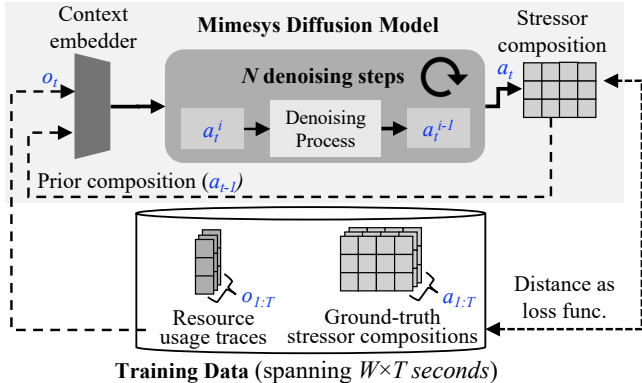 Context
embedder
Mimesys Diffusion Model
Stressor
composition
o_t
N denoising steps
a_t
a_t^i
Denoising
Process
a_t^{i-1}
Prior composition (a_{t-1})
o_{1:T}
a_{1:T}
Resource
usage traces
Ground-truth
stressor compositions
Distance as
loss func.
Training Data (spanning W×T seconds)